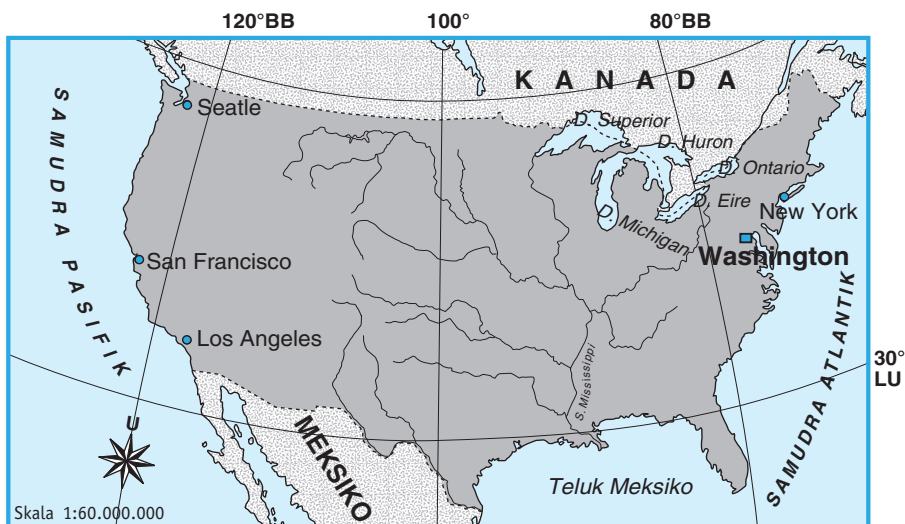 120°BB 100° 80°BB
KANADA
SAMUDRA PASIFIK
Seatle
D. Superior
D. Huron
D. Ontario
D. Eire
New York
D. Michigan
Washington
San Francisco
Los Angeles
S. Mississippi
SAMUDRA ATLANTIK
30°
LU
U
MEKSIKO
Teluk Meksiko
Skala 1:60.000.000